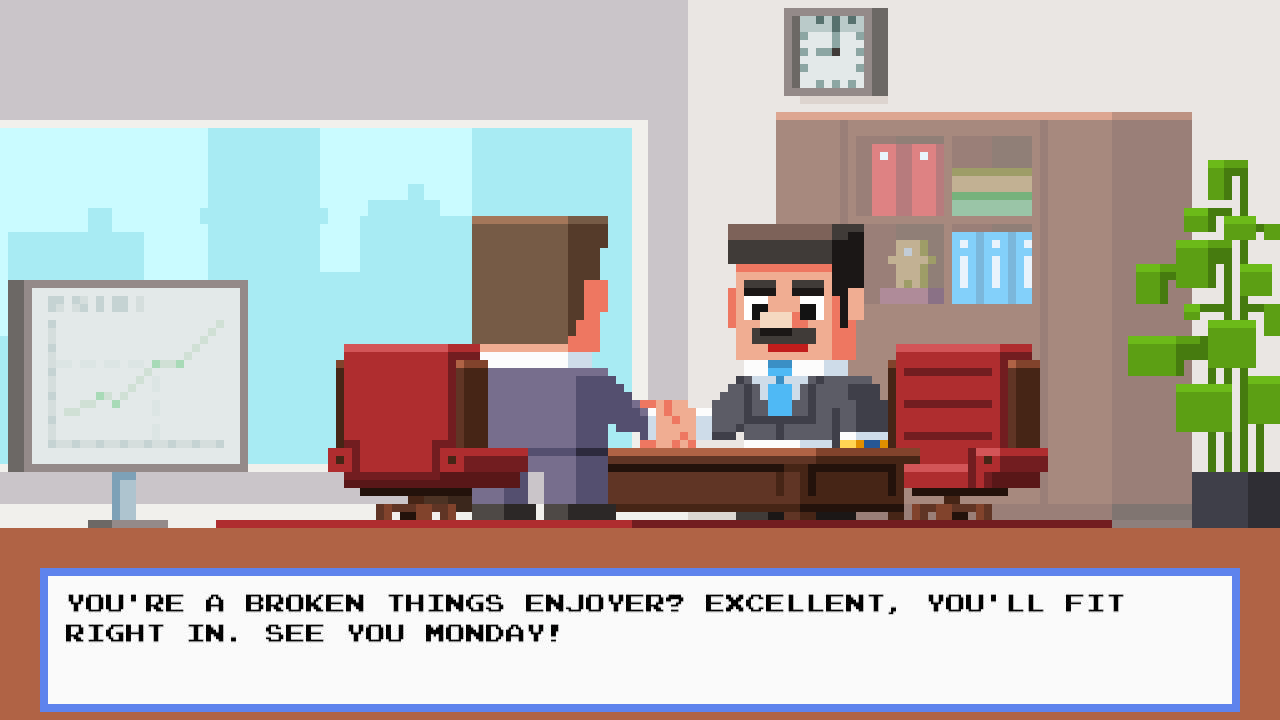 YOU'RE A BROKEN THINGS ENJOYER? EXCELLENT, YOU'LL FIT
RIGHT IN. SEE YOU MONDAY!